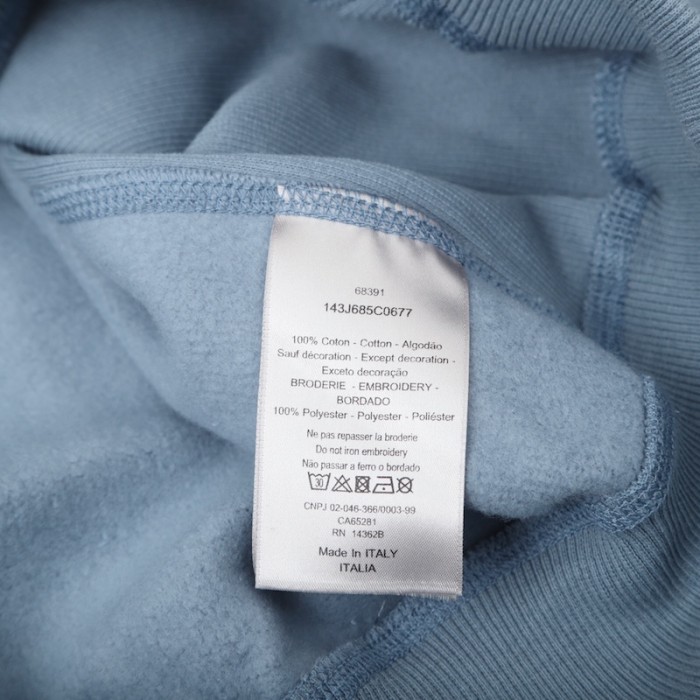 68391
143J685C0677
100% Coton - Cotton - Algodão
Sauf décoration - Except decoration -
Exceto decoração
BRODERIE - EMBROIDERY -
BORDADO
100% Polyester - Polyester - Poliéster
Ne pas repasser la broderie
Do not iron embroidery
Não passar a ferro o bordado
30
CNPJ 02-046-366/0003-99
CA65281
RN 14362B
Made In ITALY
ITALIA